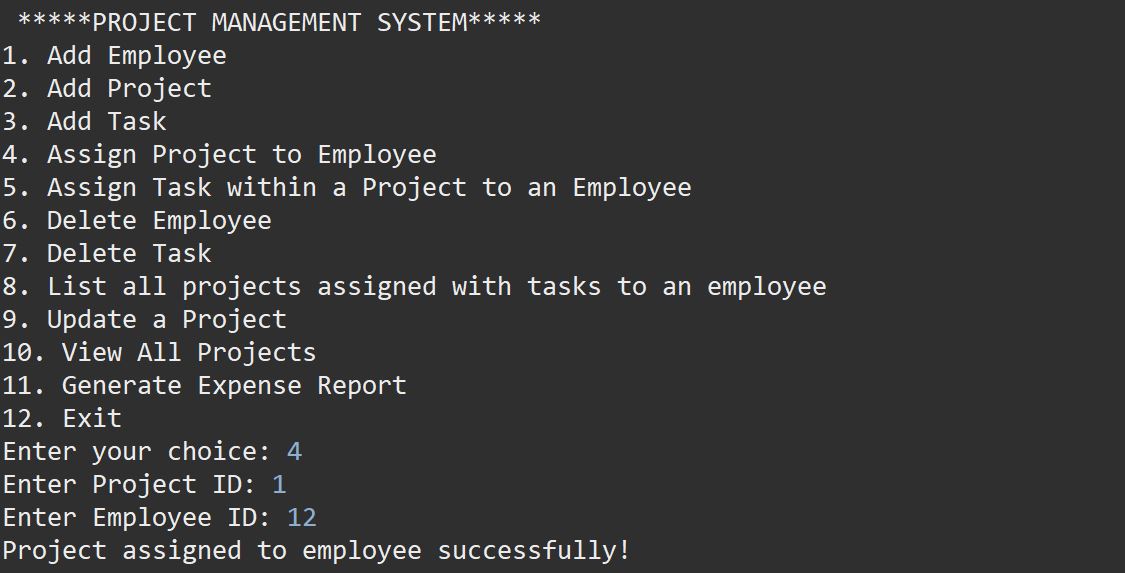 *****PROJECT MANAGEMENT SYSTEM*****
1. Add Employee
2. Add Project
3. Add Task
4. Assign Project to Employee
5. Assign Task within a Project to an Employee
6. Delete Employee
7. Delete Task
8. List all projects assigned with tasks to an employee
9. Update a Project
10. View All Projects
11. Generate Expense Report
12. Exit
Enter your choice: 4
Enter Project ID: 1
Enter Employee ID: 12
Project assigned to employee successfully!